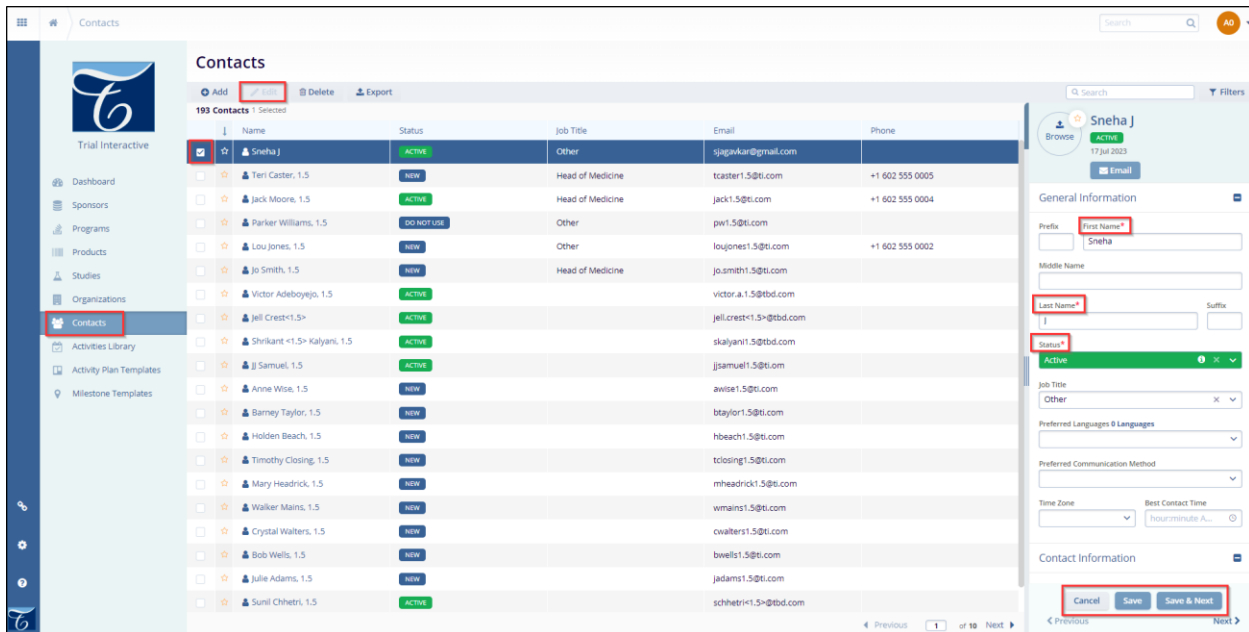 Contacts
Search
AO
Trial Interactive
Dashboard
Sponsors
Programs
Products
Studies
Organizations
Contacts
Activities Library
Activity Plan Templates
Milestone Templates
Contacts
Add Edit Delete Export
Search
Filters
193 Contacts 1 Selected
Name Status Job Title Email Phone
Sneha J ACTIVE Other sjagavkar@gmail.com
Teri Caster, 1.5 NEW Head of Medicine tcaster1.5@ti.com +1 602 555 0005
Jack Moore, 1.5 ACTIVE Head of Medicine jack1.5@ti.com +1 602 555 0004
Parker Williams, 1.5 DO NOT USE Other pw1.5@ti.com
Lou Jones, 1.5 NEW Other loujones1.5@ti.com +1 602 555 0002
Jo Smith, 1.5 NEW Head of Medicine jo.smith1.5@ti.com
Victor Adeboyejo, 1.5 ACTIVE victor.a.1.5@tbd.com
Jell Crest<1.5> ACTIVE jell.crest<1.5>@tbd.com
Shrikant <1.5> Kalyani, 1.5 ACTIVE skalyani1.5@tbd.com
JJ Samuel, 1.5 ACTIVE jjsamuel1.5@ti.om
Anne Wise, 1.5 NEW awise1.5@ti.com
Barney Taylor, 1.5 NEW btaylor1.5@ti.com
Holden Beach, 1.5 NEW hbeach1.5@ti.com
Timothy Closing, 1.5 NEW tclosing1.5@ti.com
Mary Headrick, 1.5 NEW mheadrick1.5@ti.com
Walker Mains, 1.5 NEW wmains1.5@ti.com
Crystal Walters, 1.5 NEW cwalters1.5@ti.com
Bob Wells, 1.5 NEW bwells1.5@ti.com
Julie Adams, 1.5 NEW jadams1.5@ti.com
Sunil Chhetri, 1.5 ACTIVE schhetri<1.5>@tbd.com
Previous 1 of 10 Next
Browse
Sneha J
ACTIVE
17 Jul 2023
Email
General Information
Prefix First Name*
Sneha
Middle Name
Last Name* Suffix
J
Status*
Active
Job Title
Other
Preferred Languages 0 Languages
Preferred Communication Method
Time Zone Best Contact Time
hour:minute A...
Contact Information
Cancel Save Save & Next
Previous Next